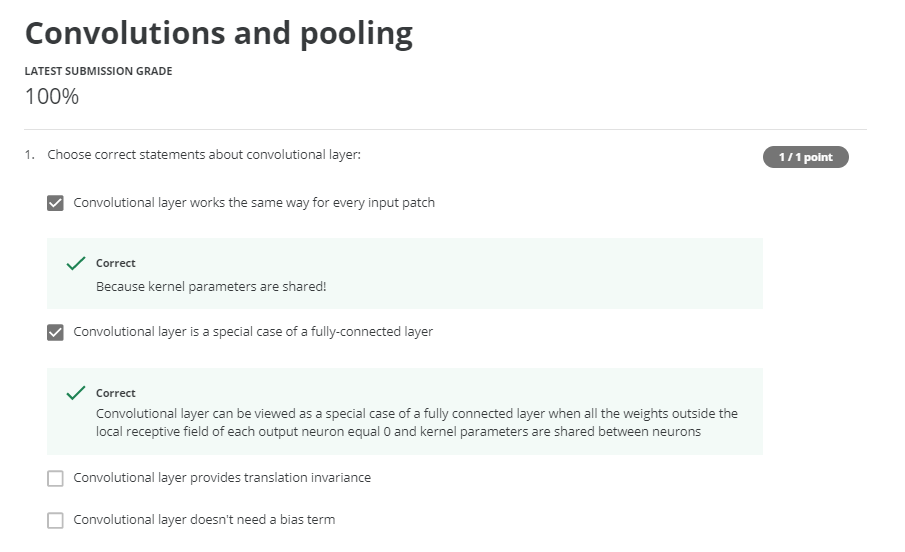 Convolutions and pooling
LATEST SUBMISSION GRADE
100%
1. Choose correct statements about convolutional layer:
1 / 1 point
Convolutional layer works the same way for every input patch
Correct
Because kernel parameters are shared!
Convolutional layer is a special case of a fully-connected layer
Correct
Convolutional layer can be viewed as a special case of a fully connected layer when all the weights outside the
local receptive field of each output neuron equal 0 and kernel parameters are shared between neurons
Convolutional layer provides translation invariance
Convolutional layer doesn't need a bias term